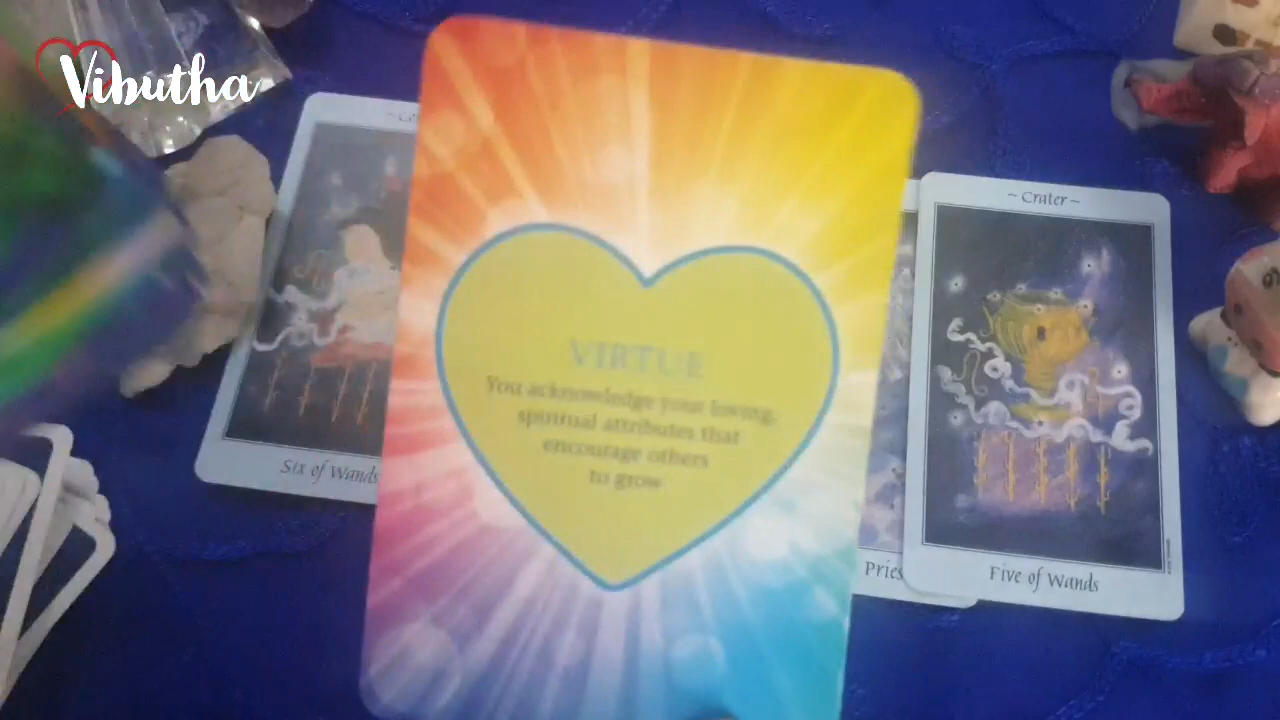 Vibutha
VIRTUE
You acknowledge your loving,
spiritual attributes that
encourage others
to grow
Six of Wands
~ Crater ~
Five of Wands
Pries